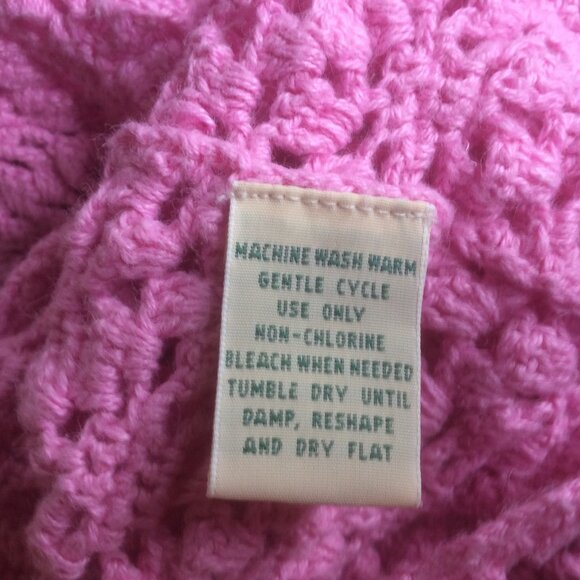 MACHINE WASH WARM
GENTLE CYCLE
USE ONLY
NON-CHLORINE
BLEACH WHEN NEEDED
TUMBLE DRY UNTIL
DAMP, RESHAPE
AND DRY FLAT